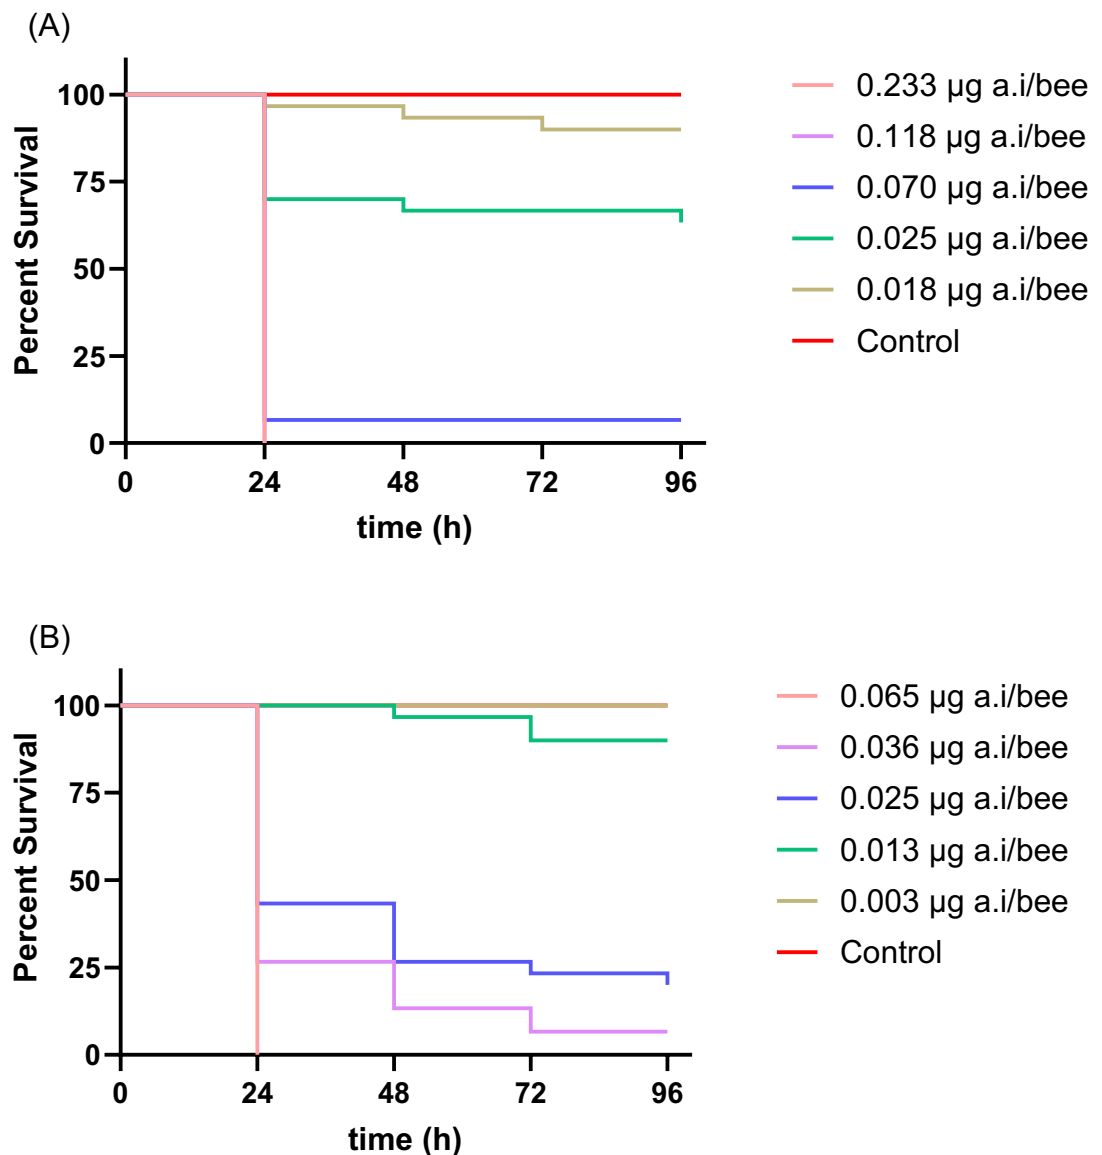 (A)
Percent Survival
100
75
50
25
0
0 24 48 72 96
time (h)
0.233 µg a.i/bee
0.118 µg a.i/bee
0.070 µg a.i/bee
0.025 µg a.i/bee
0.018 µg a.i/bee
Control
(B)
Percent Survival
100
75
50
25
0
0 24 48 72 96
time (h)
0.065 µg a.i/bee
0.036 µg a.i/bee
0.025 µg a.i/bee
0.013 µg a.i/bee
0.003 µg a.i/bee
Control